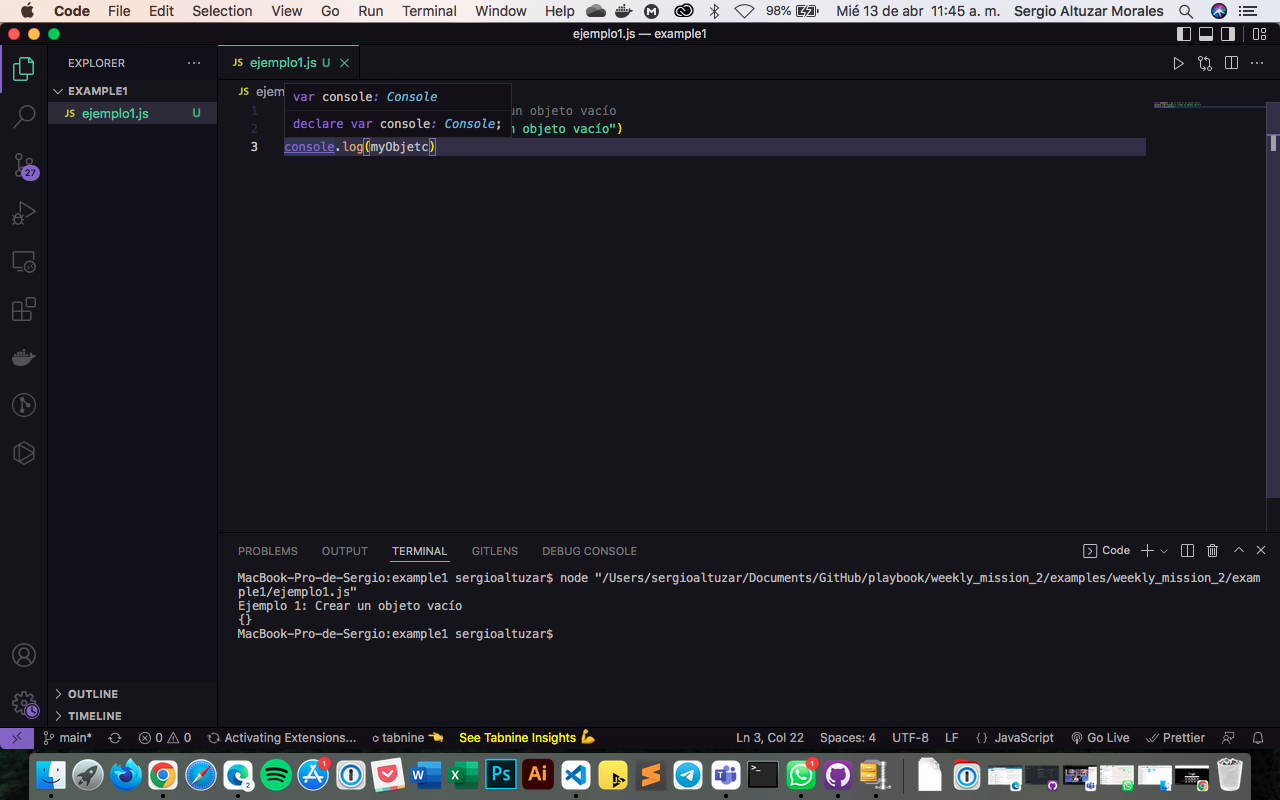 Code File Edit Selection View Go Run Terminal Window Help 98% Mié 13 de abr 11:45 a. m. Sergio Altuzar Morales
ejemplo1.js — example1
EXPLORER
JS ejemplo1.js U
EXAMPLE1
JS ejemplo1.js U
27
JS ejem
var console: Console
declare var console: Console;
1 un objeto vacío
2 n objeto vacío")
3 console.log(myObjetc)
PROBLEMS OUTPUT TERMINAL GITLENS DEBUG CONSOLE Code
MacBook-Pro-de-Sergio:example1 sergioaltuzar$ node "/Users/sergioaltuzar/Documents/GitHub/playbook/weekly_mission_2/examples/weekly_mission_2/exam
ple1/ejemplo1.js"
Ejemplo 1: Crear un objeto vacío
{}
MacBook-Pro-de-Sergio:example1 sergioaltuzar$
OUTLINE
TIMELINE
main* 0 0 Activating Extensions... tabnine See Tabnine Insights Ln 3, Col 22 Spaces: 4 UTF-8 LF {} JavaScript Go Live Prettier
1
2
W
X
Ps
Ai
1